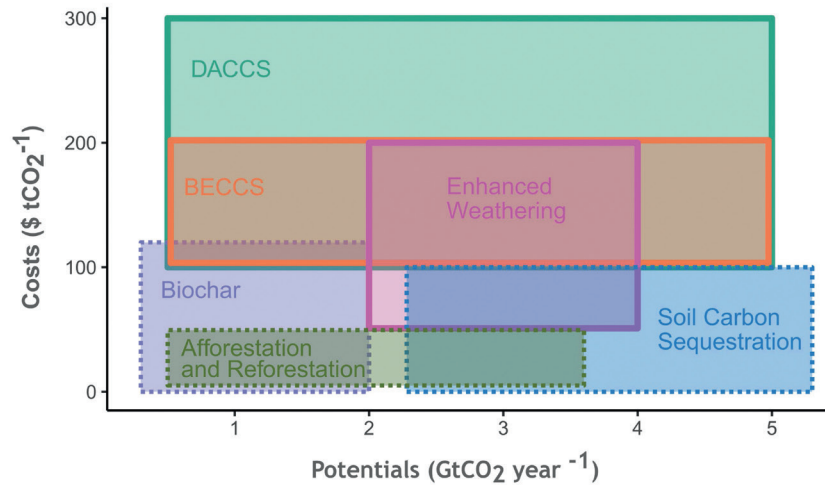 300
200
100
0
Costs ($ tCO2-1)
DACCS
BECCS
Enhanced
Weathering
Biochar
Afforestation
and Reforestation
Soil Carbon
Sequestration
1
2
3
4
5
Potentials (GtCO2 year -1)